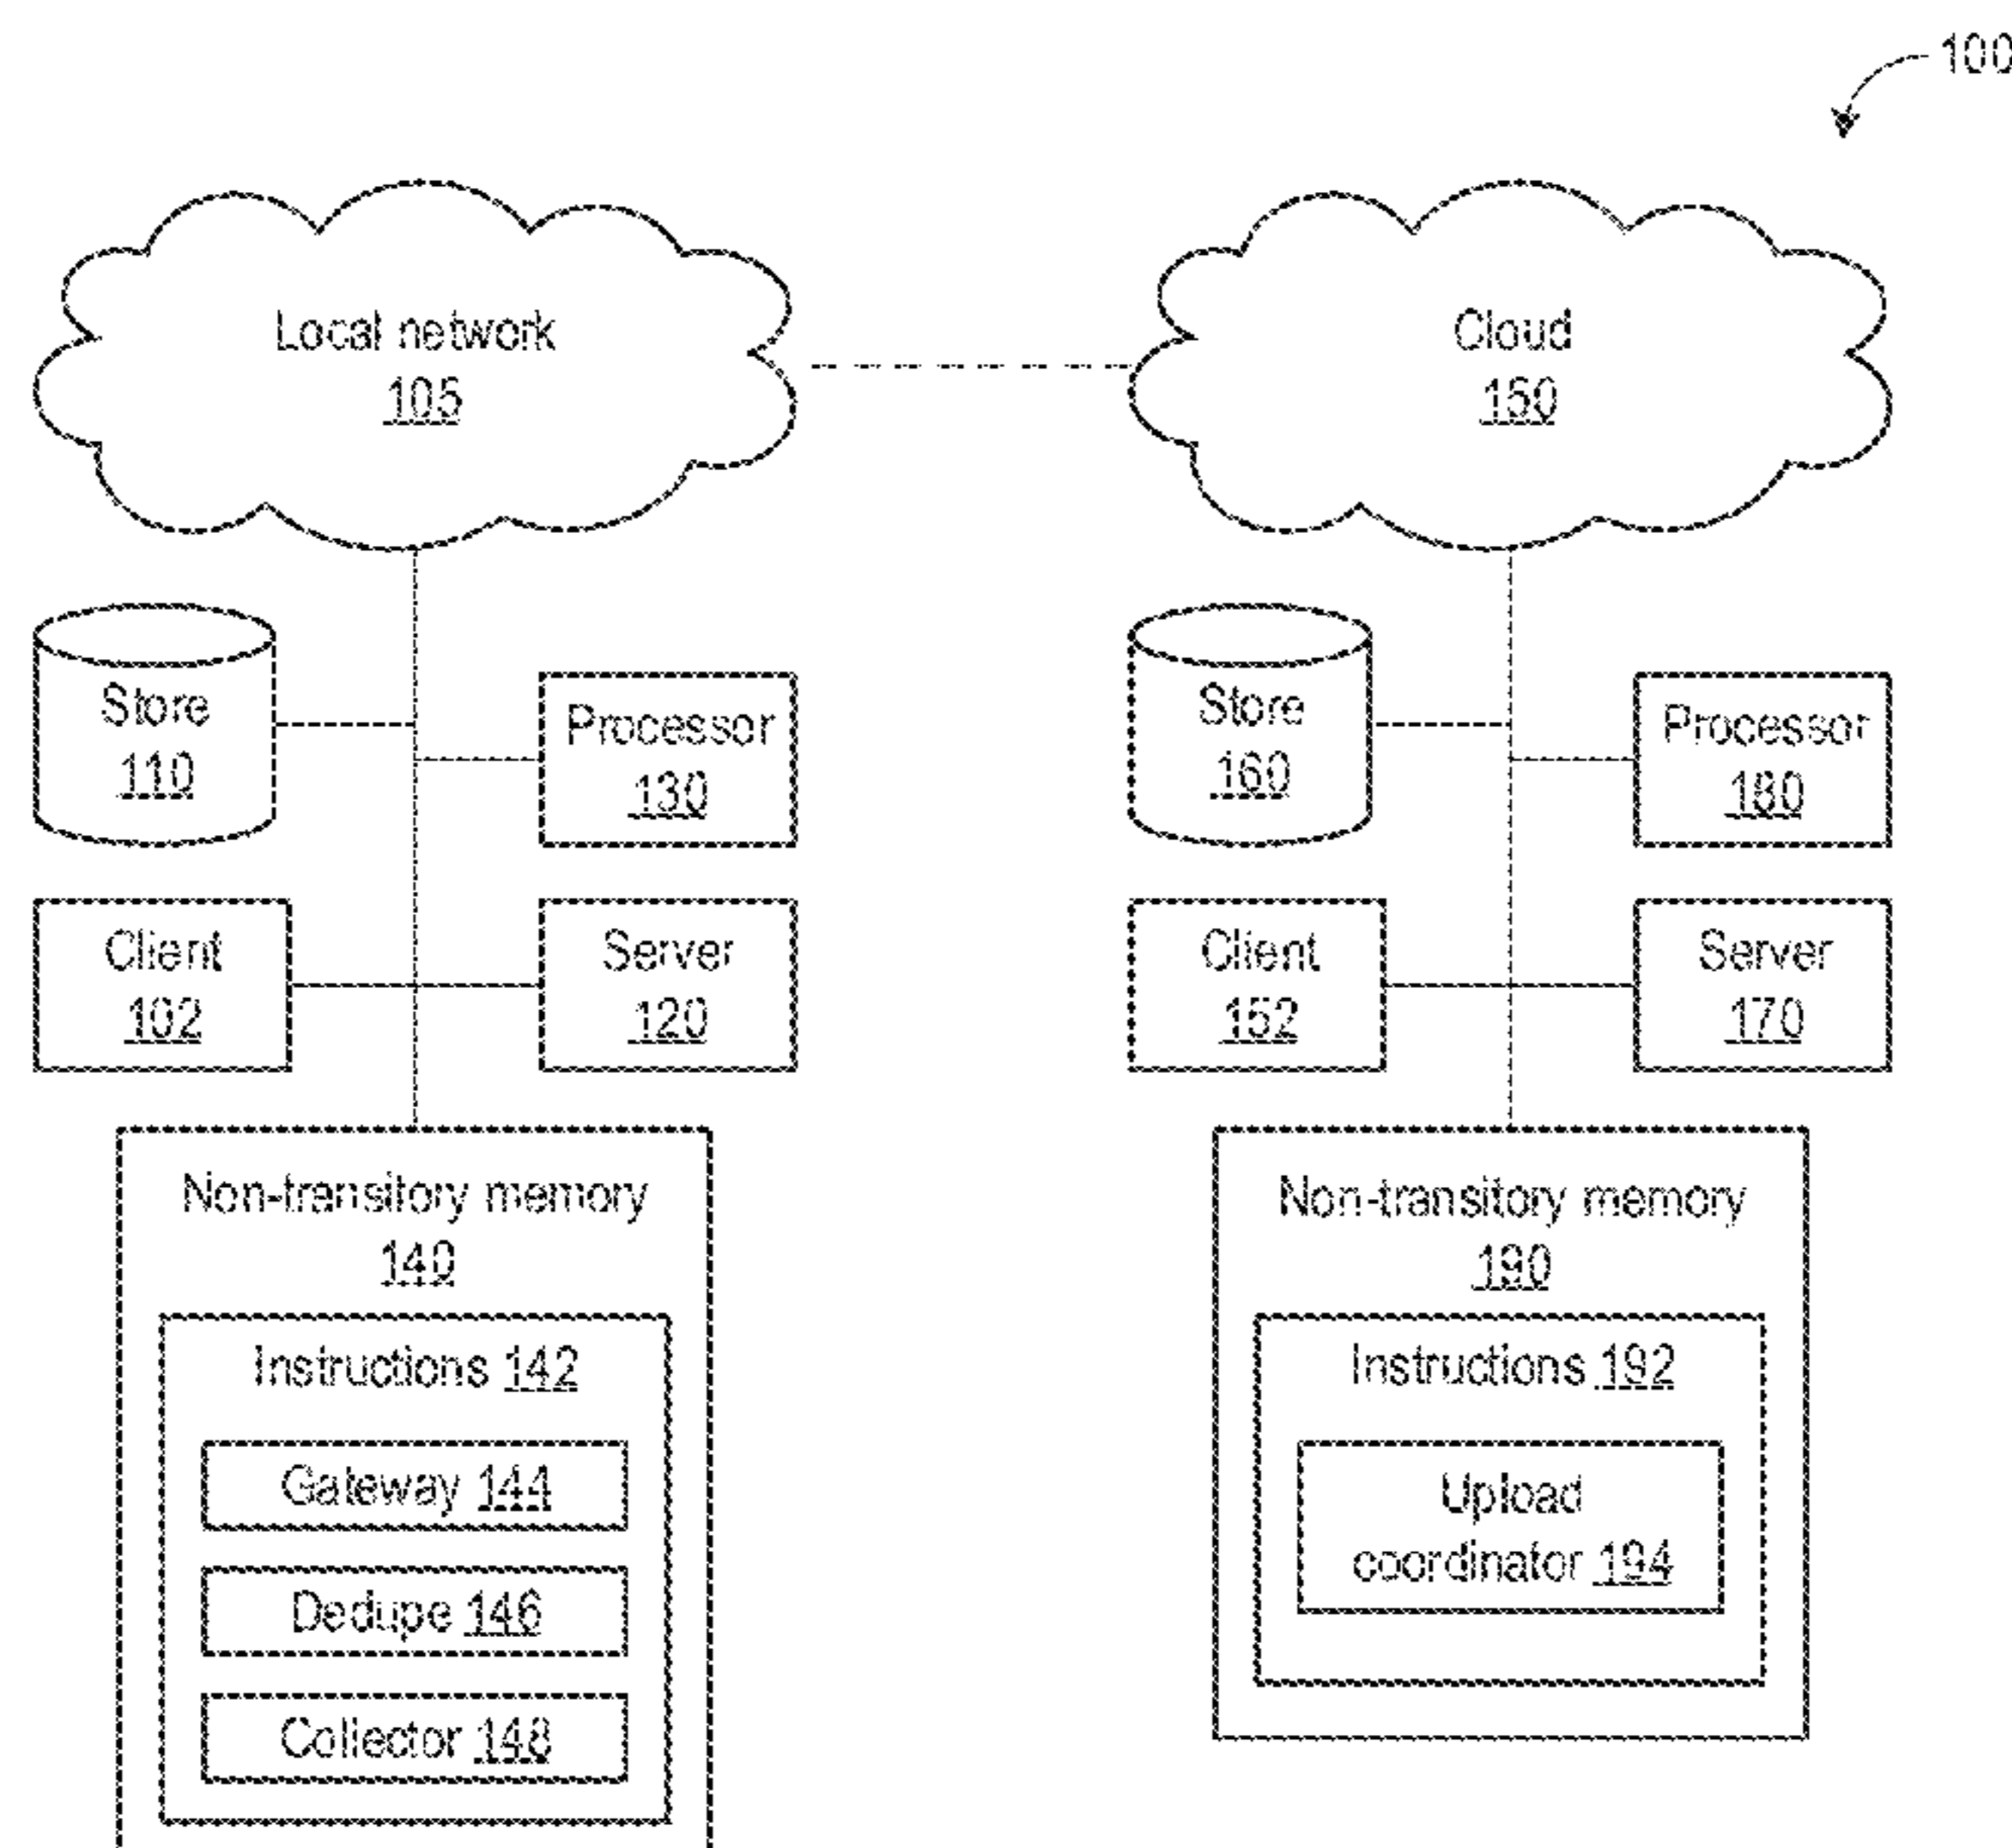 100
Local network
105
Cloud
150
Store
110
Processor
130
Store
160
Processor
180
Client
102
Server
120
Client
152
Server
170
Non-transitory memory
140
Instructions 142
Gateway 144
Dedupe 146
Collector 148
Non-transitory memory
190
Instructions 192
Upload
coordinator 194